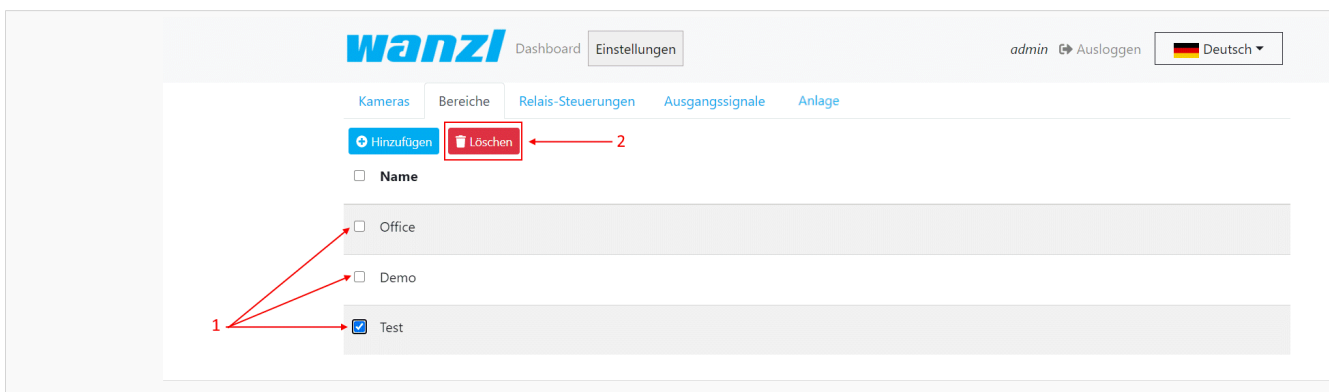 wanzl Dashboard Einstellungen admin Ausloggen Deutsch
Kameras Bereiche Relais-Steuerungen Ausgangssignale Anlage
Hinzufügen Löschen 2
Name
Office
Demo
1 Test